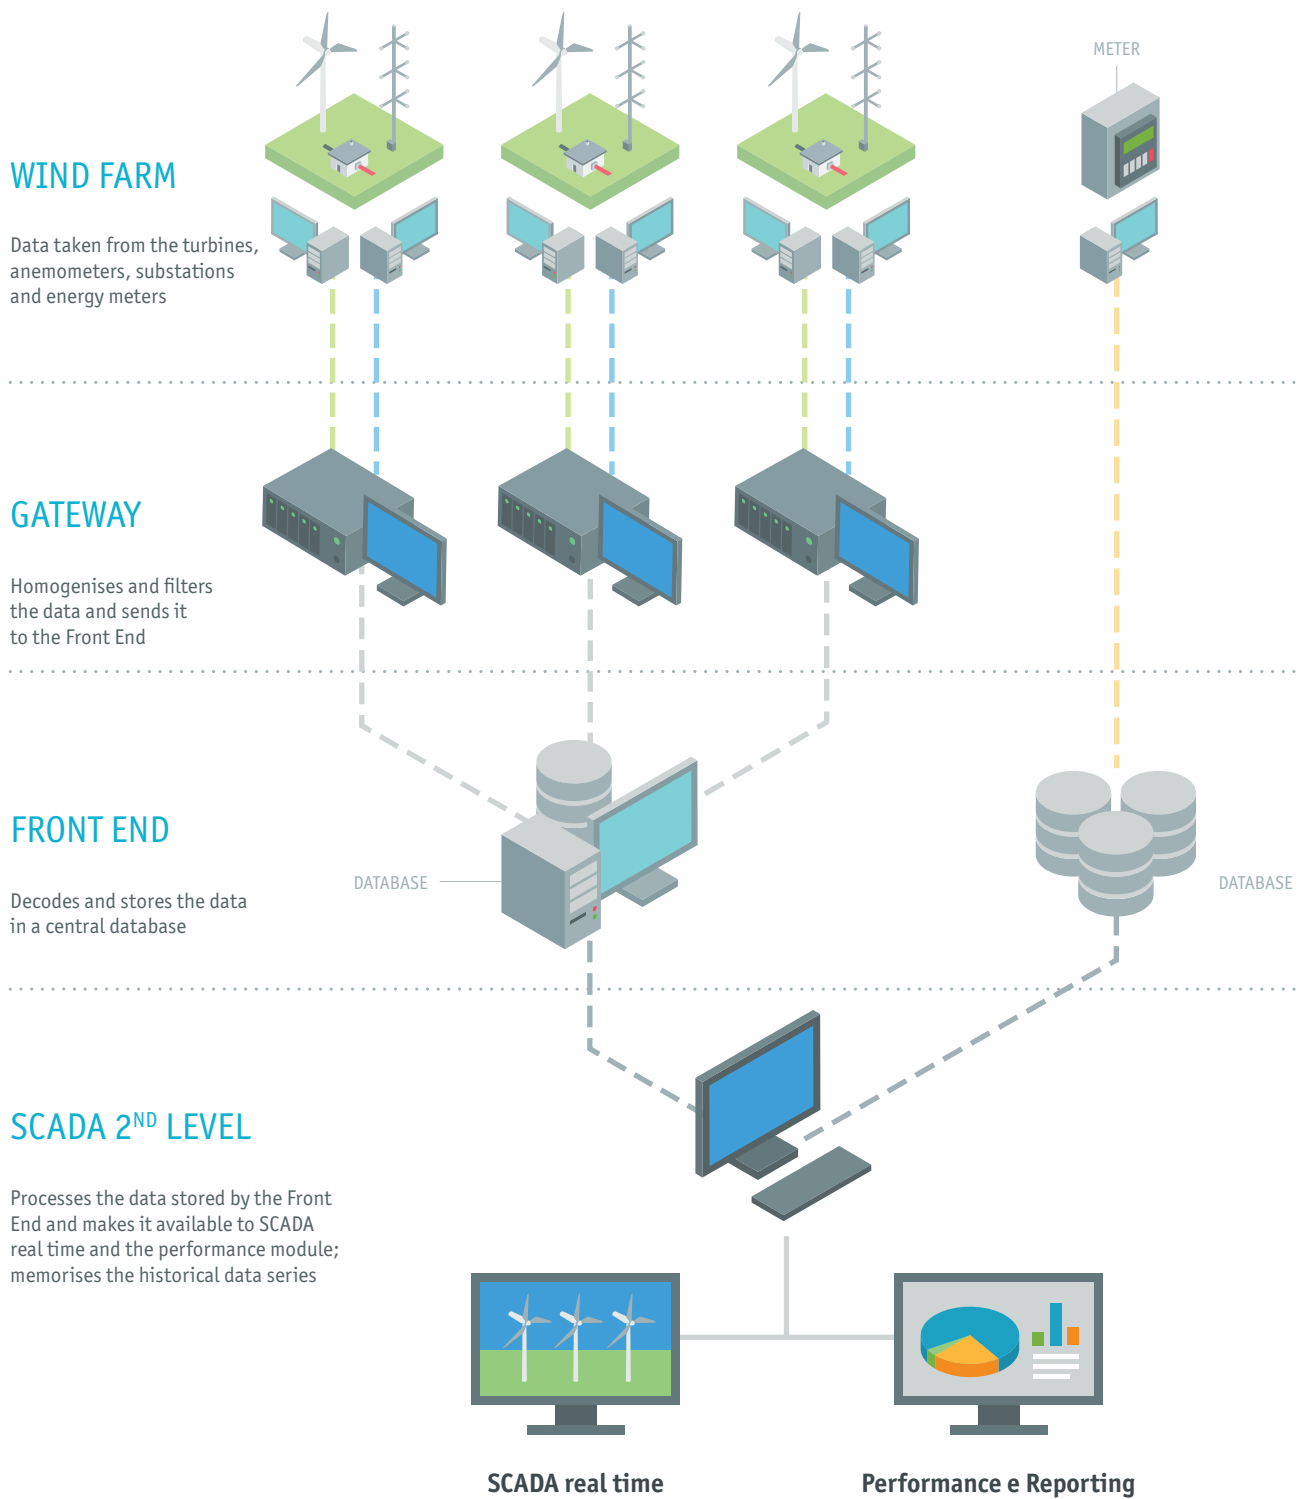 METER
WIND FARM
Data taken from the turbines,
anemometers, substations
and energy meters
GATEWAY
Homogenises and filters
the data and sends it
to the Front End
FRONT END
DATABASE
DATABASE
Decodes and stores the data
in a central database
SCADA 2ND LEVEL
Processes the data stored by the Front
End and makes it available to SCADA
real time and the performance module;
memorises the historical data series
SCADA real time
Performance e Reporting